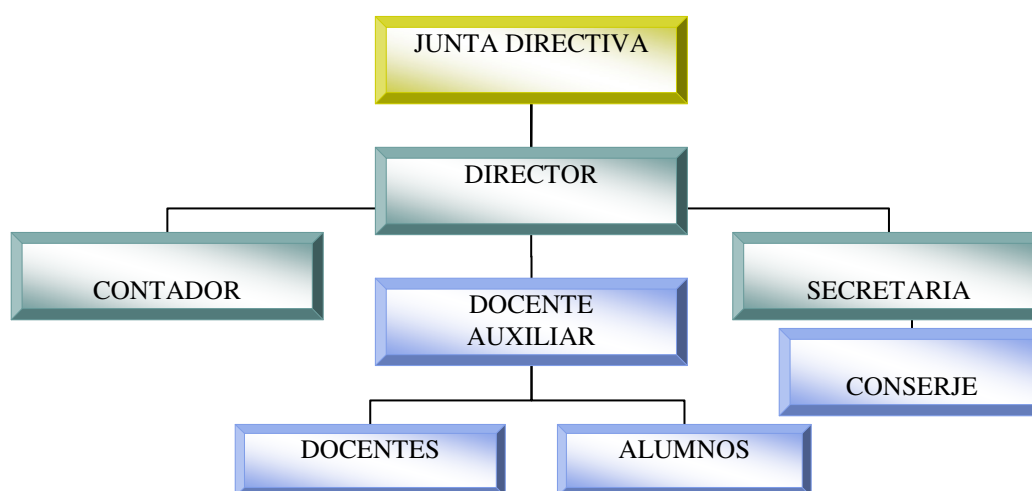 JUNTA DIRECTIVA
DIRECTOR
CONTADOR
DOCENTE
AUXILIAR
SECRETARIA
CONSERJE
DOCENTES
ALUMNOS